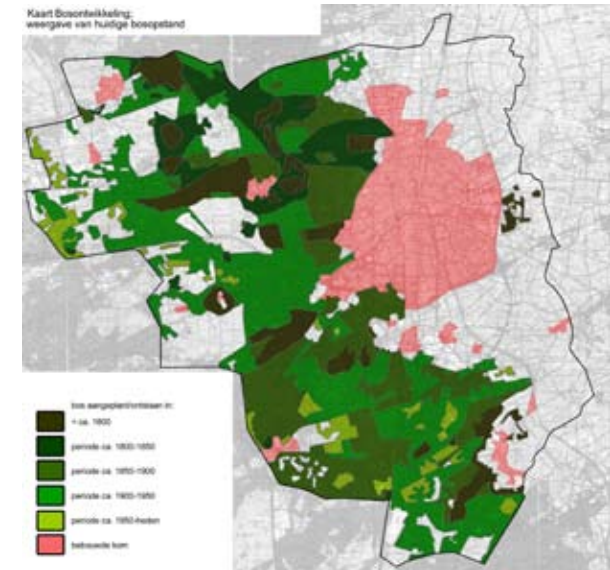 Kaart Bosontwikkeling:
weergave van huidige bosopstand
bos aangeplant/ontstaan in:
< ca. 1800
periode ca. 1800-1850
periode ca. 1850-1900
periode ca. 1900-1950
periode ca. 1950-heden
bebouwde kom